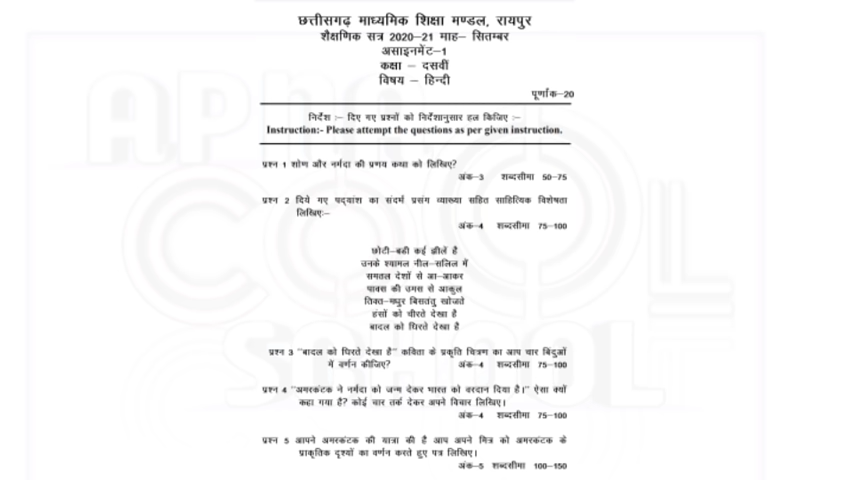 छत्तीसगढ़ माध्यमिक शिक्षा मण्डल, रायपुर
शैक्षणिक सत्र 2020–21 माह– सितम्बर
असाइनमेंट–1
कक्षा – दसवीं
विषय – हिन्दी
पूर्णांक–20
निर्देश :– दिए गए प्रश्नों को निर्देशानुसार हल किजिए :–
Instruction:- Please attempt the questions as per given instruction.
प्रश्न 1 शोण और नर्मदा की प्रणय कथा को लिखिए?
अंक–3 शब्दसीमा 50–75
प्रश्न 2 दिये गए पद्यांश का संदर्भ प्रसंग व्याख्या सहित साहित्यिक विशेषता
लिखिए:–
अंक–4 शब्दसीमा 75–100
छोटी–बड़ी कई झीलें है
उनके श्यामल नील–सलिल में
समतल देशों से आ–आकर
पावस की उमस से आकुल
तिक्त–मधुर बिसतंतु खोजते
हंसों को चीरते देखा है
बादल को घिरते देखा है
प्रश्न 3 "बादल को घिरते देखा है" कविता के प्रकृति चित्रण का आप चार बिंदुओं
में वर्णन कीजिए? अंक–4 शब्दसीमा 75–100
प्रश्न 4 "अमरकंटक ने नर्मदा को जन्म देकर भारत को वरदान दिया है।" ऐसा क्यों
कहा गया है? कोई चार तर्क देकर अपने विचार लिखिए।
अंक–4 शब्दसीमा 75–100
प्रश्न 5 आपने अमरकंटक की यात्रा की है आप अपने मित्र को अमरकंटक के
प्राकृतिक दृश्यों का वर्णन करते हुए पत्र लिखिए।
अंक–5 शब्दसीमा 100–150